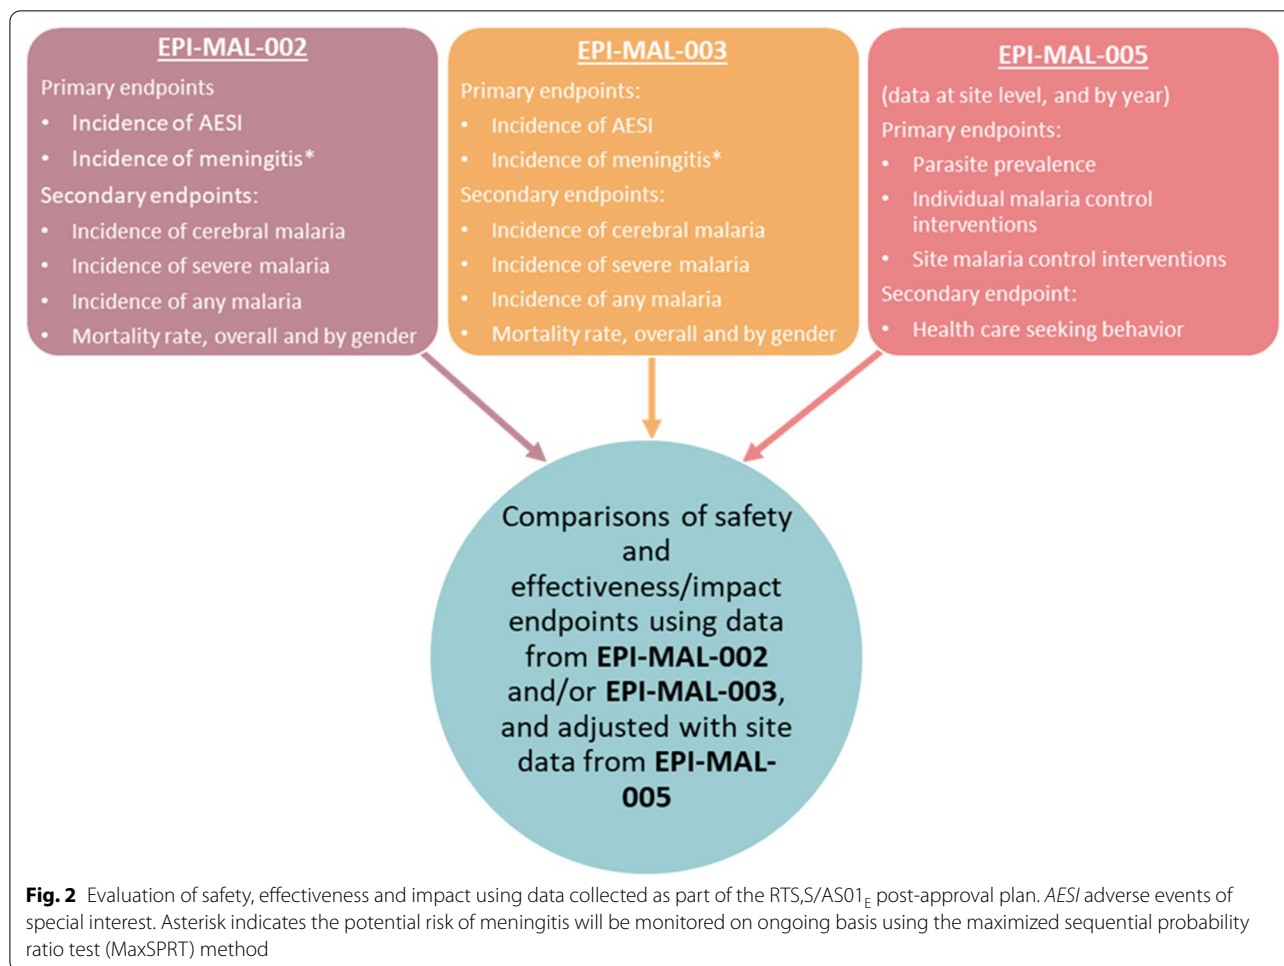 EPI-MAL-002
Primary endpoints
• Incidence of AESI
• Incidence of meningitis*
Secondary endpoints:
• Incidence of cerebral malaria
• Incidence of severe malaria
• Incidence of any malaria
• Mortality rate, overall and by gender
EPI-MAL-003
Primary endpoints:
• Incidence of AESI
• Incidence of meningitis*
Secondary endpoints:
• Incidence of cerebral malaria
• Incidence of severe malaria
• Incidence of any malaria
• Mortality rate, overall and by gender
EPI-MAL-005
(data at site level, and by year)
Primary endpoints:
• Parasite prevalence
• Individual malaria control
interventions
• Site malaria control interventions
Secondary endpoint:
• Health care seeking behavior
Comparisons of safety
and
effectiveness/impact
endpoints using data
from EPI-MAL-002
and/or EPI-MAL-003,
and adjusted with site
data from EPI-MAL-
005
Fig. 2 Evaluation of safety, effectiveness and impact using data collected as part of the RTS,S/AS01E post-approval plan. AESI adverse events of
special interest. Asterisk indicates the potential risk of meningitis will be monitored on ongoing basis using the maximized sequential probability
ratio test (MaxSPRT) method